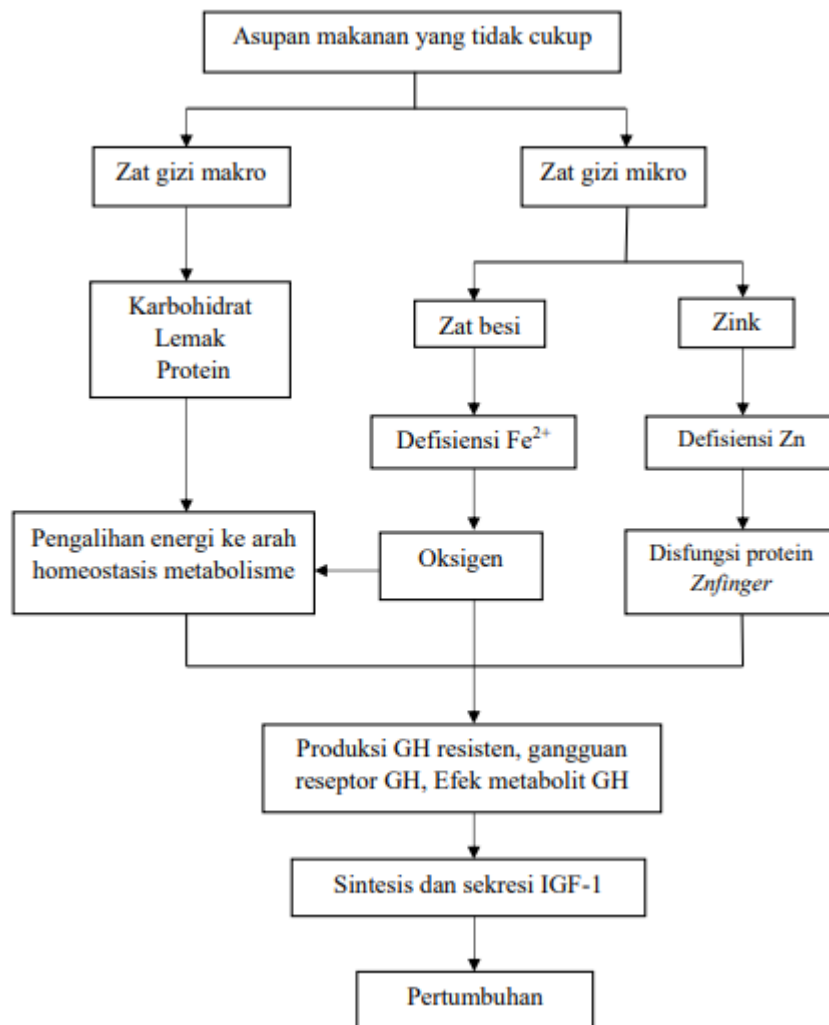 Asupan makanan yang tidak cukup
Zat gizi makro
Zat gizi mikro
Karbohidrat
Lemak
Protein
Zat besi
Zink
Defisiensi Fe²⁺
Defisiensi Zn
Pengalihan energi ke arah
homeostasis metabolisme
Oksigen
Disfungsi protein
Znfinger
Produksi GH resisten, gangguan
reseptor GH, Efek metabolit GH
Sintesis dan sekresi IGF-1
Pertumbuhan